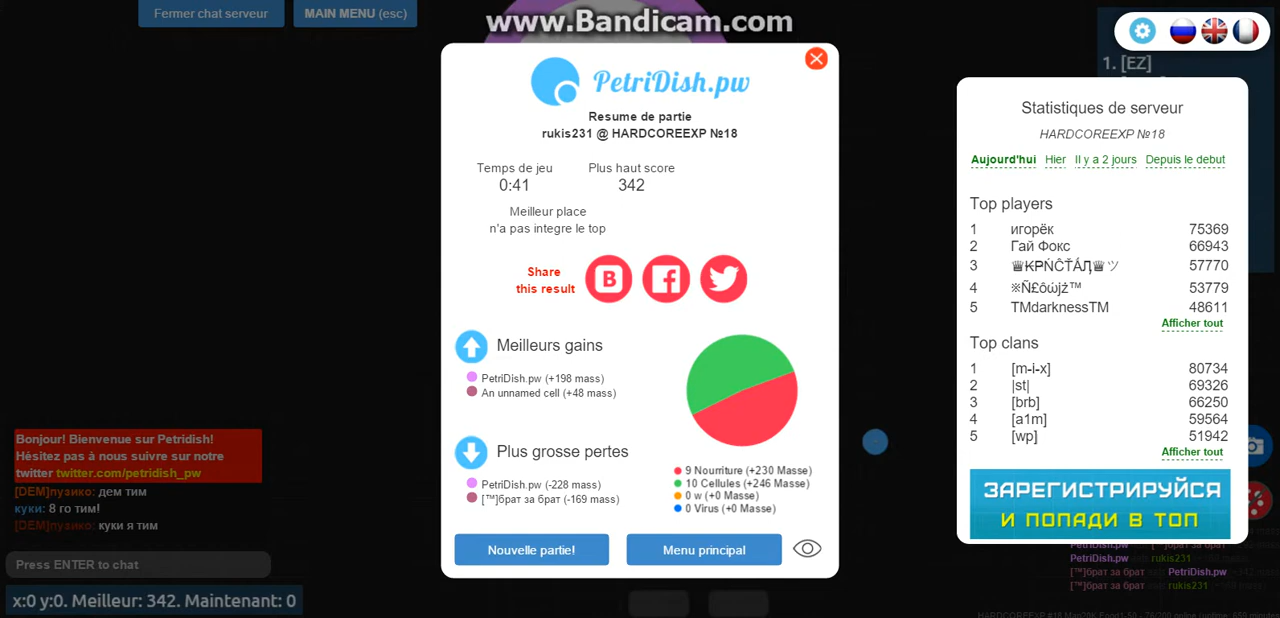 Fermer chat serveur
MAIN MENU (esc)
www.Bandicam.com
1. [EZ]
PetriDish.pw
Resume de partie
rukis231 @ HARDCOREEXP №18
Temps de jeu
0:41
Plus haut score
342
Meilleur place
n'a pas integre le top
Share
this result
Meilleurs gains
PetriDish.pw (+198 mass)
An unnamed cell (+48 mass)
Plus grosse pertes
PetriDish.pw (-228 mass)
[™]брат за брат (-169 mass)
9 Nourriture (+230 Masse)
10 Cellules (+246 Masse)
0 w (+0 Masse)
0 Virus (+0 Masse)
Nouvelle partie!
Menu principal
Statistiques de serveur
HARDCOREEXP №18
Aujourd'hui Hier Il y a 2 jours Depuis le debut
Top players
1 игорёк 75369
2 Гай Фокс 66943
3 57770
4 53779
5 TMdarknessTM 48611
Afficher tout
Top clans
1 [m-i-x] 80734
2 |st| 69326
3 [brb] 66250
4 [a1m] 59564
5 [wp] 51942
Afficher tout
ЗАРЕГИСТРИРУЙСЯ
И ПОПАДИ В ТОП
Bonjour! Bienvenue sur Petridish!
Hésitez pas à nous suivre sur notre
twitter twitter.com/petridish_pw
[DEM]пузико: дем тим
куки: 8 го тим!
[DEM]пузико: куки я тим
Press ENTER to chat
x:0 y:0. Meilleur: 342. Maintenant: 0
PetriDish.pw rukis231
[™]брат за брат PetriDish.pw
[™]брат за брат rukis231